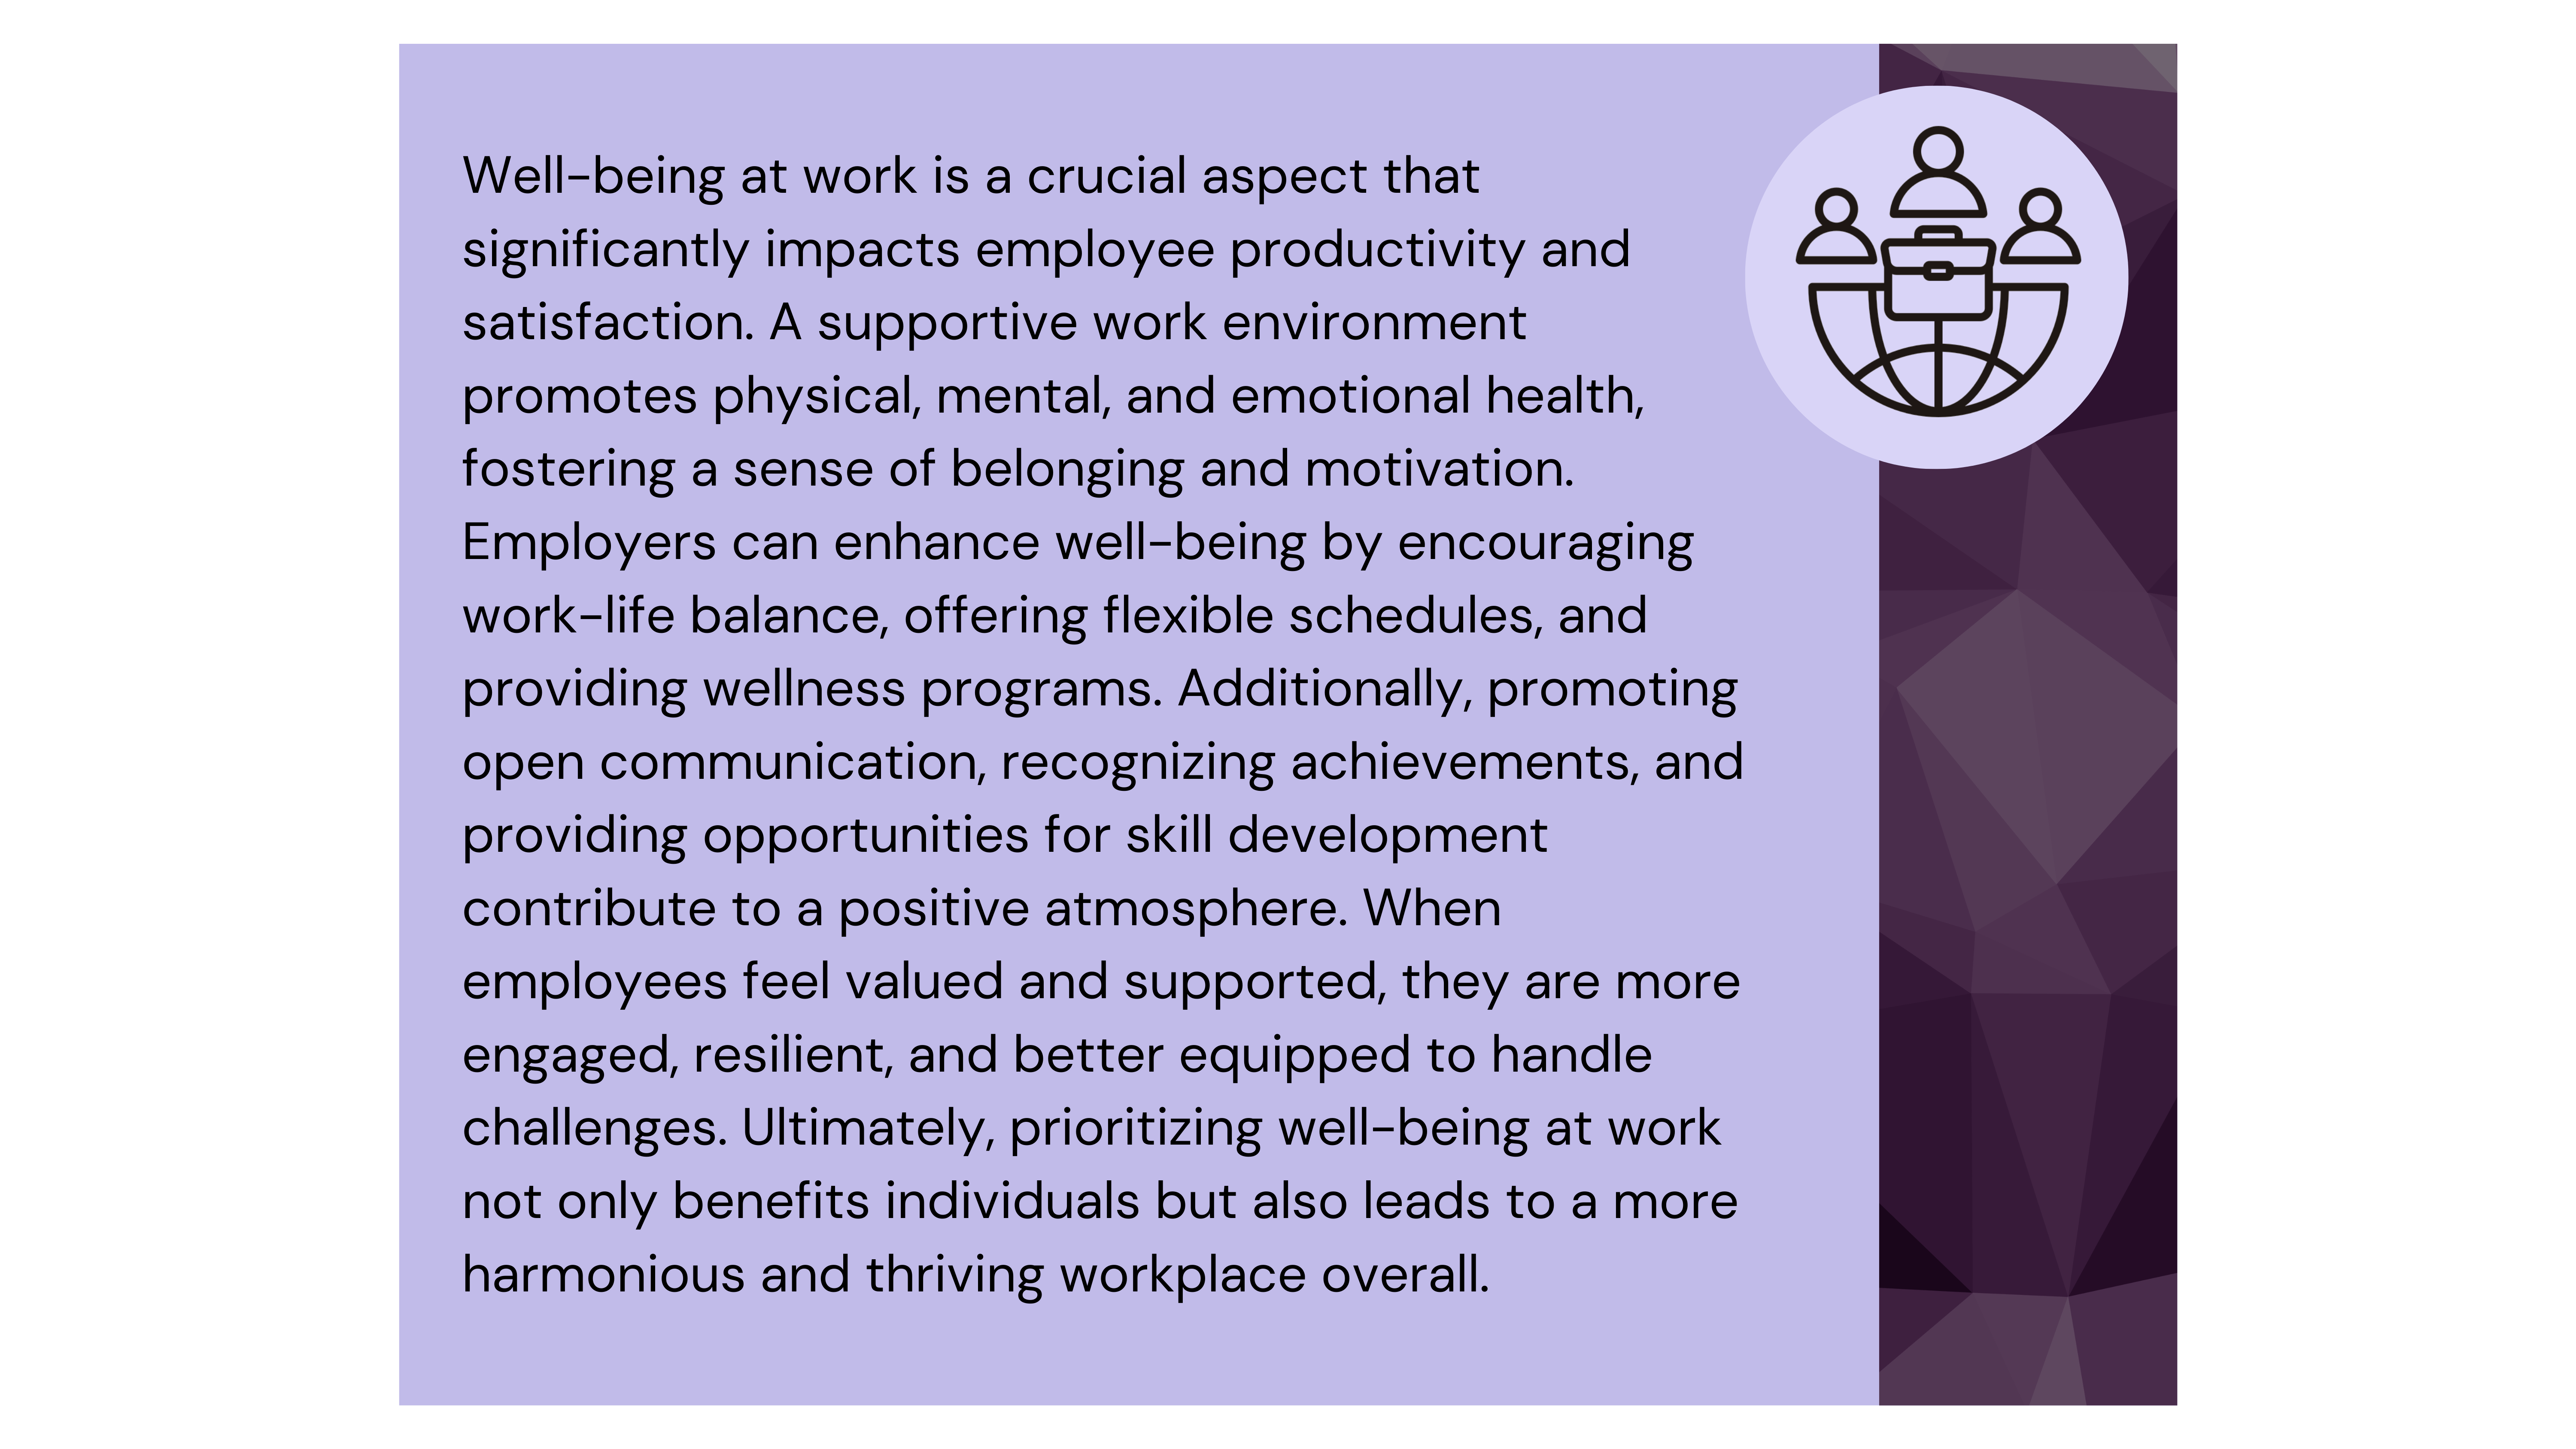 Well-being at work is a crucial aspect that
significantly impacts employee productivity and
satisfaction. A supportive work environment
promotes physical, mental, and emotional health,
fostering a sense of belonging and motivation.
Employers can enhance well-being by encouraging
work-life balance, offering flexible schedules, and
providing wellness programs. Additionally, promoting
open communication, recognizing achievements, and
providing opportunities for skill development
contribute to a positive atmosphere. When
employees feel valued and supported, they are more
engaged, resilient, and better equipped to handle
challenges. Ultimately, prioritizing well-being at work
not only benefits individuals but also leads to a more
harmonious and thriving workplace overall.